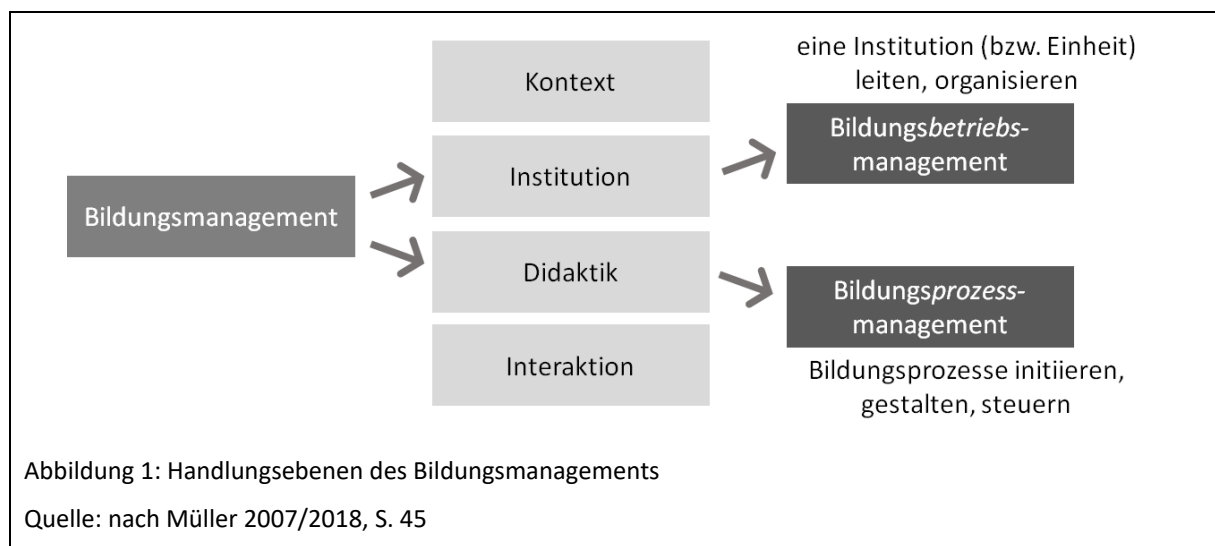 Bildungsmanagement
Kontext
Institution
Didaktik
Interaktion
eine Institution (bzw. Einheit)
leiten, organisieren
Bildungsbetriebs-
management
Bildungsprozess-
management
Bildungsprozesse initiieren,
gestalten, steuern
Abbildung 1: Handlungsebenen des Bildungsmanagements
Quelle: nach Müller 2007/2018, S. 45